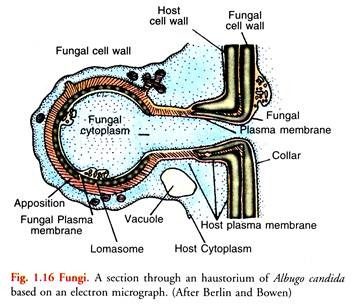 Host
cell wall
Fungal
cell wall
Fungal cell wall
Fungal
cytoplasm
Fungal
Plasma membrane
Collar
Apposition
Fungal Plasma
membrane
Vacuole
Host plasma membrane
Lomasome
Host Cytoplasm
Fig. 1.16 Fungi. A section through an haustorium of Albugo candida
based on an electron micrograph. (After Berlin and Bowen)